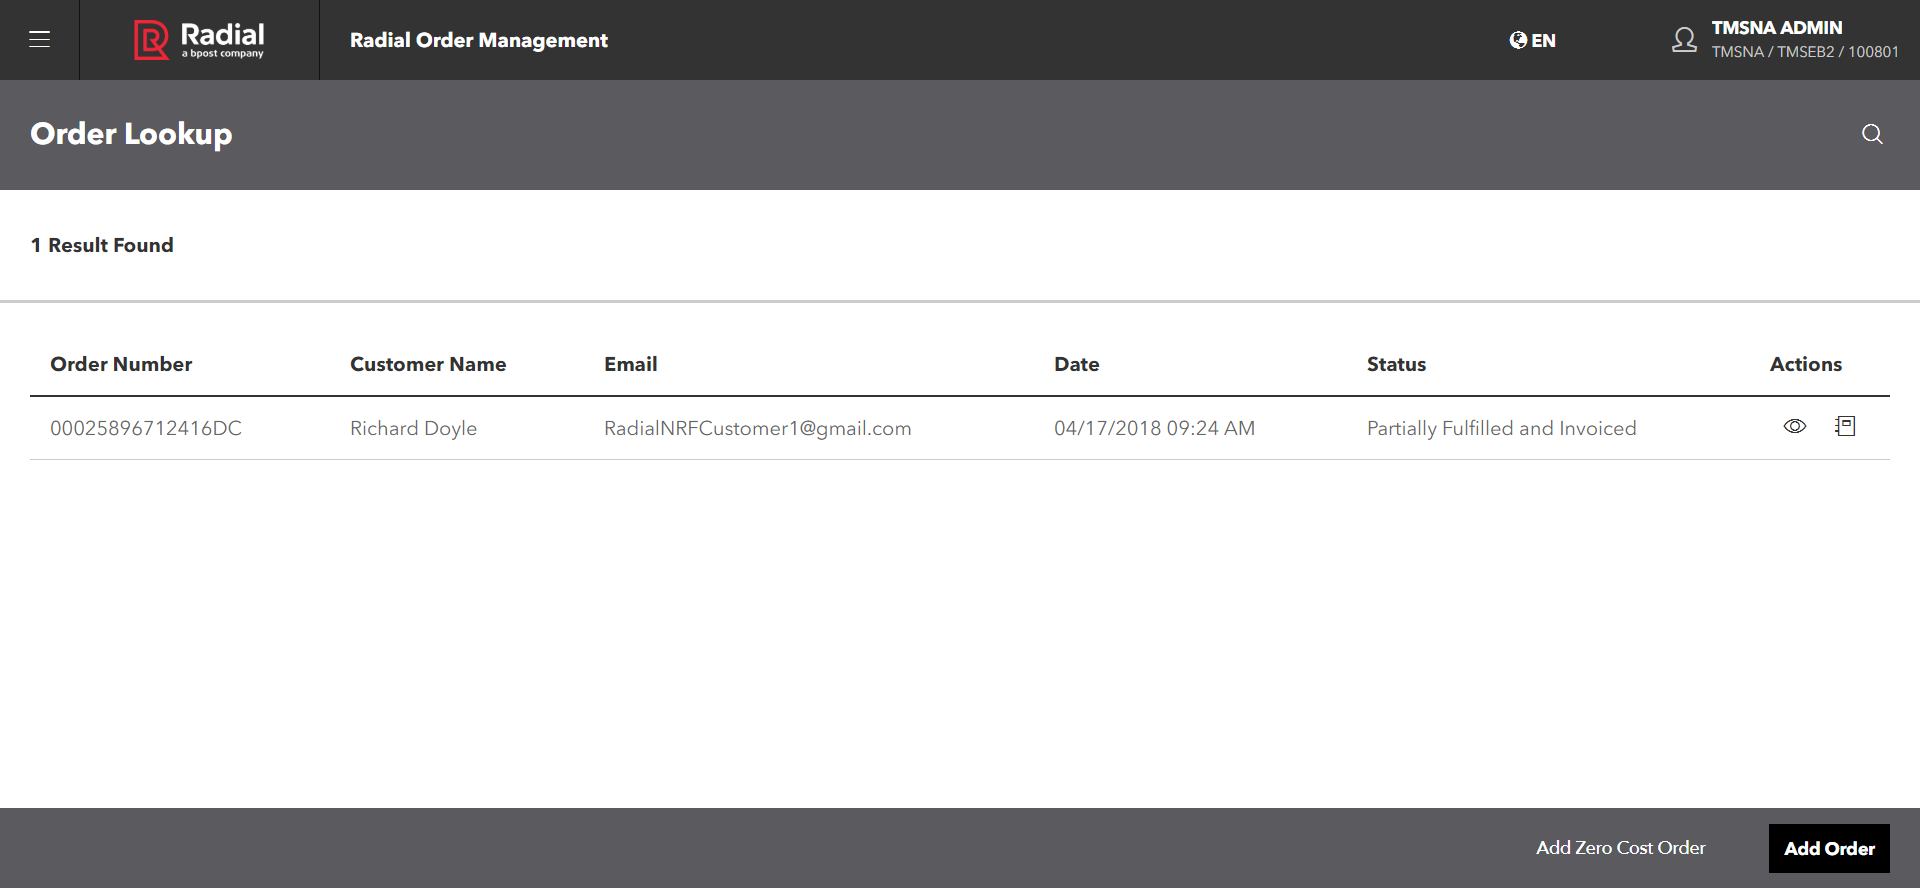 Radial
a bpost company
Radial Order Management
EN
TMSNA ADMIN
TMSNA / TMSEB2 / 100801
Order Lookup
1 Result Found
Order Number Customer Name Email Date Status Actions
00025896712416DC Richard Doyle RadialNRFCustomer1@gmail.com 04/17/2018 09:24 AM Partially Fulfilled and Invoiced
Add Zero Cost Order Add Order